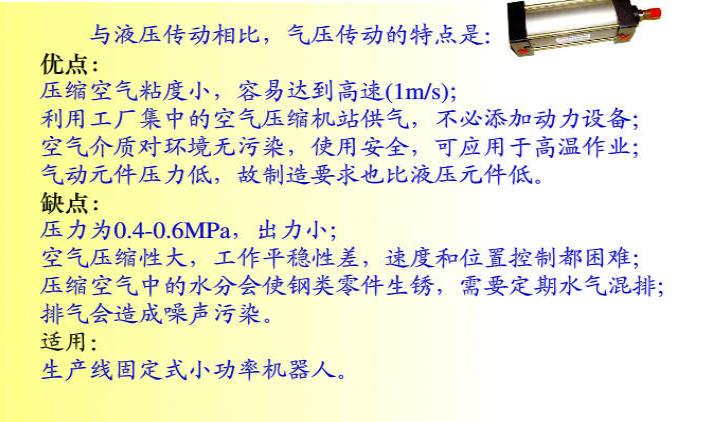 与液压传动相比，气压传动的特点是：
优点：
压缩空气粘度小，容易达到高速(1m/s)；
利用工厂集中的空气压缩机站供气，不必添加动力设备；
空气介质对环境无污染，使用安全，可应用于高温作业；
气动元件压力低，故制造要求也比液压元件低。
缺点：
压力为0.4-0.6MPa，出力小；
空气压缩性大，工作平稳性差，速度和位置控制都困难；
压缩空气中的水分会使钢类零件生锈，需要定期水气混排；
排气会造成噪声污染。
适用：
生产线固定式小功率机器人。